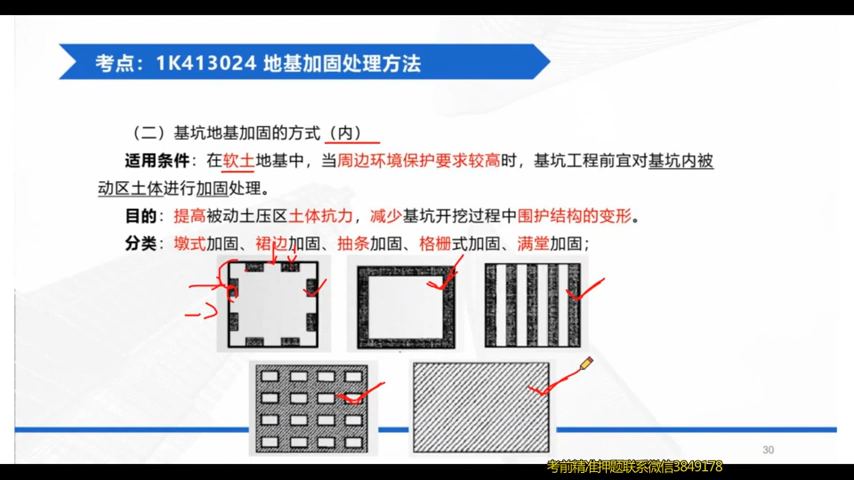 考点：1K413024 地基加固处理方法
（二）基坑地基加固的方式（内）
适用条件：在软土地基中，当周边环境保护要求较高时，基坑工程前宜对基坑内被
动区土体进行加固处理。
目的：提高被动土压区土体抗力，减少基坑开挖过程中围护结构的变形。
分类：墩式加固、裙边加固、抽条加固、格栅式加固、满堂加固；
30
考前精准押题联系微信3849178